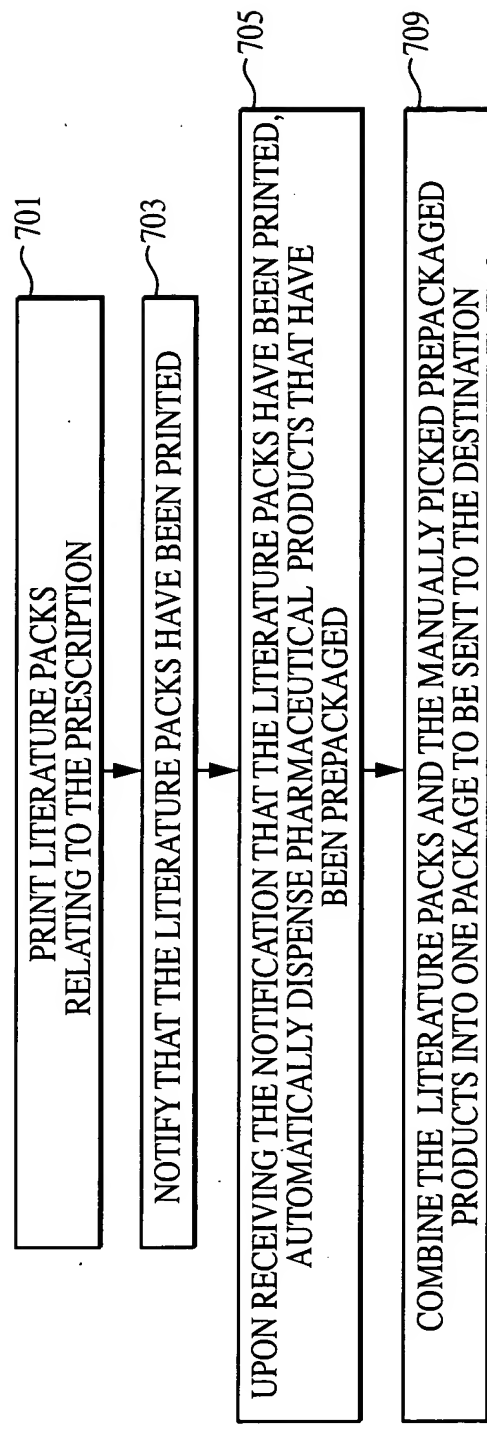 701
PRINT LITERATURE PACKS
RELATING TO THE PRESCRIPTION
703
NOTIFY THAT THE LITERATURE PACKS HAVE BEEN PRINTED
705
UPON RECEIVING THE NOTIFICATION THAT THE LITERATURE PACKS HAVE BEEN PRINTED,
AUTOMATICALLY DISPENSE PHARMACEUTICAL PRODUCTS THAT HAVE
BEEN PREPACKAGED
709
COMBINE THE LITERATURE PACKS AND THE MANUALLY PICKED PREPACKAGED
PRODUCTS INTO ONE PACKAGE TO BE SENT TO THE DESTINATION